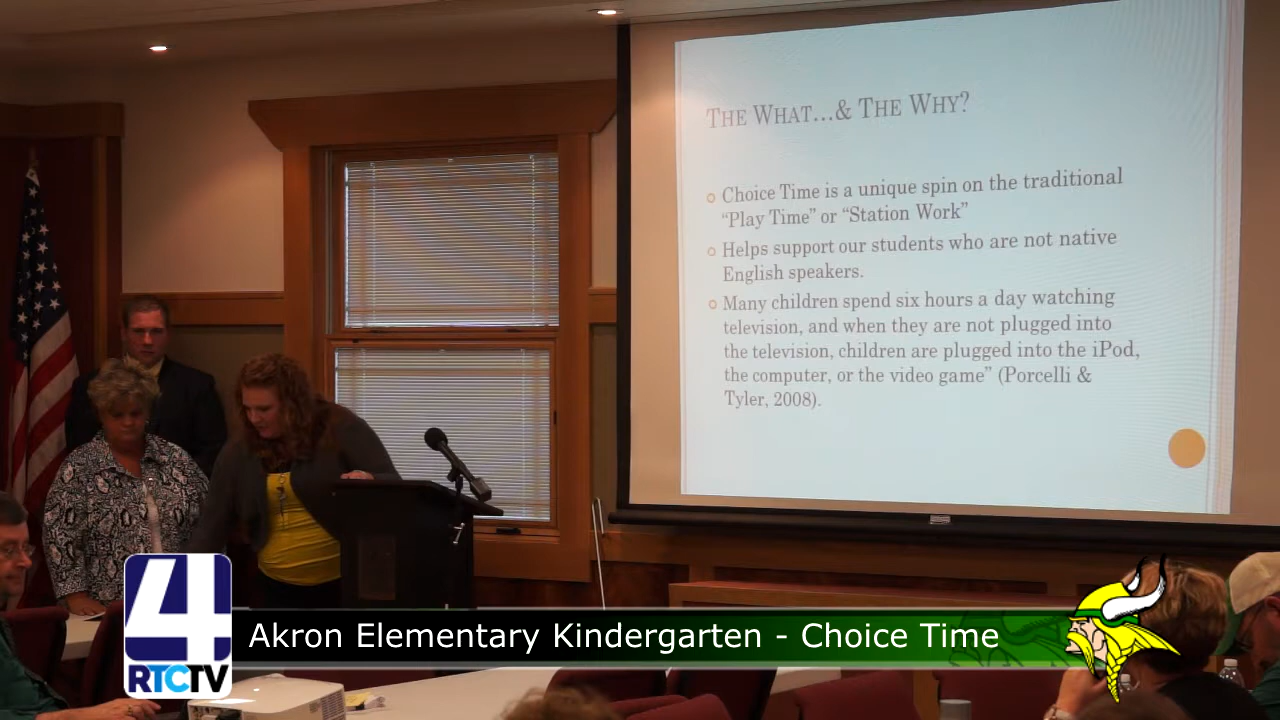 THE WHAT...& THE WHY?
Choice Time is a unique spin on the traditional
“Play Time” or “Station Work”
Helps support our students who are not native
English speakers.
Many children spend six hours a day watching
television, and when they are not plugged into
the television, children are plugged into the iPod,
the computer, or the video game” (Porcelli &
Tyler, 2008).
4
RTCTV
Akron Elementary Kindergarten - Choice Time